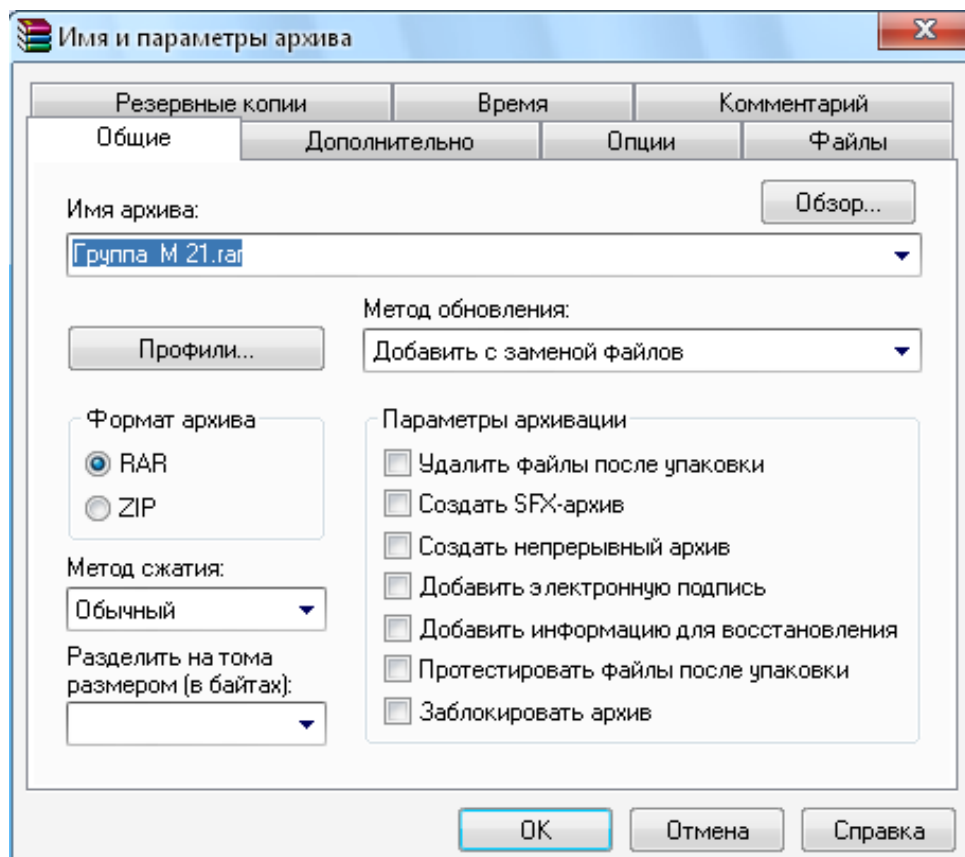 Имя и параметры архива
Резервные копии
Время
Комментарий
Общие
Дополнительно
Опции
Файлы
Имя архива:
Обзор...
Группа М 21.rar
Метод обновления:
Профили...
Добавить с заменой файлов
Формат архива
RAR
ZIP
Метод сжатия:
Обычный
Разделить на тома
размером (в байтах):
Параметры архивации
Удалить файлы после упаковки
Создать SFX-архив
Создать непрерывный архив
Добавить электронную подпись
Добавить информацию для восстановления
Протестировать файлы после упаковки
Заблокировать архив
OK
Отмена
Справка